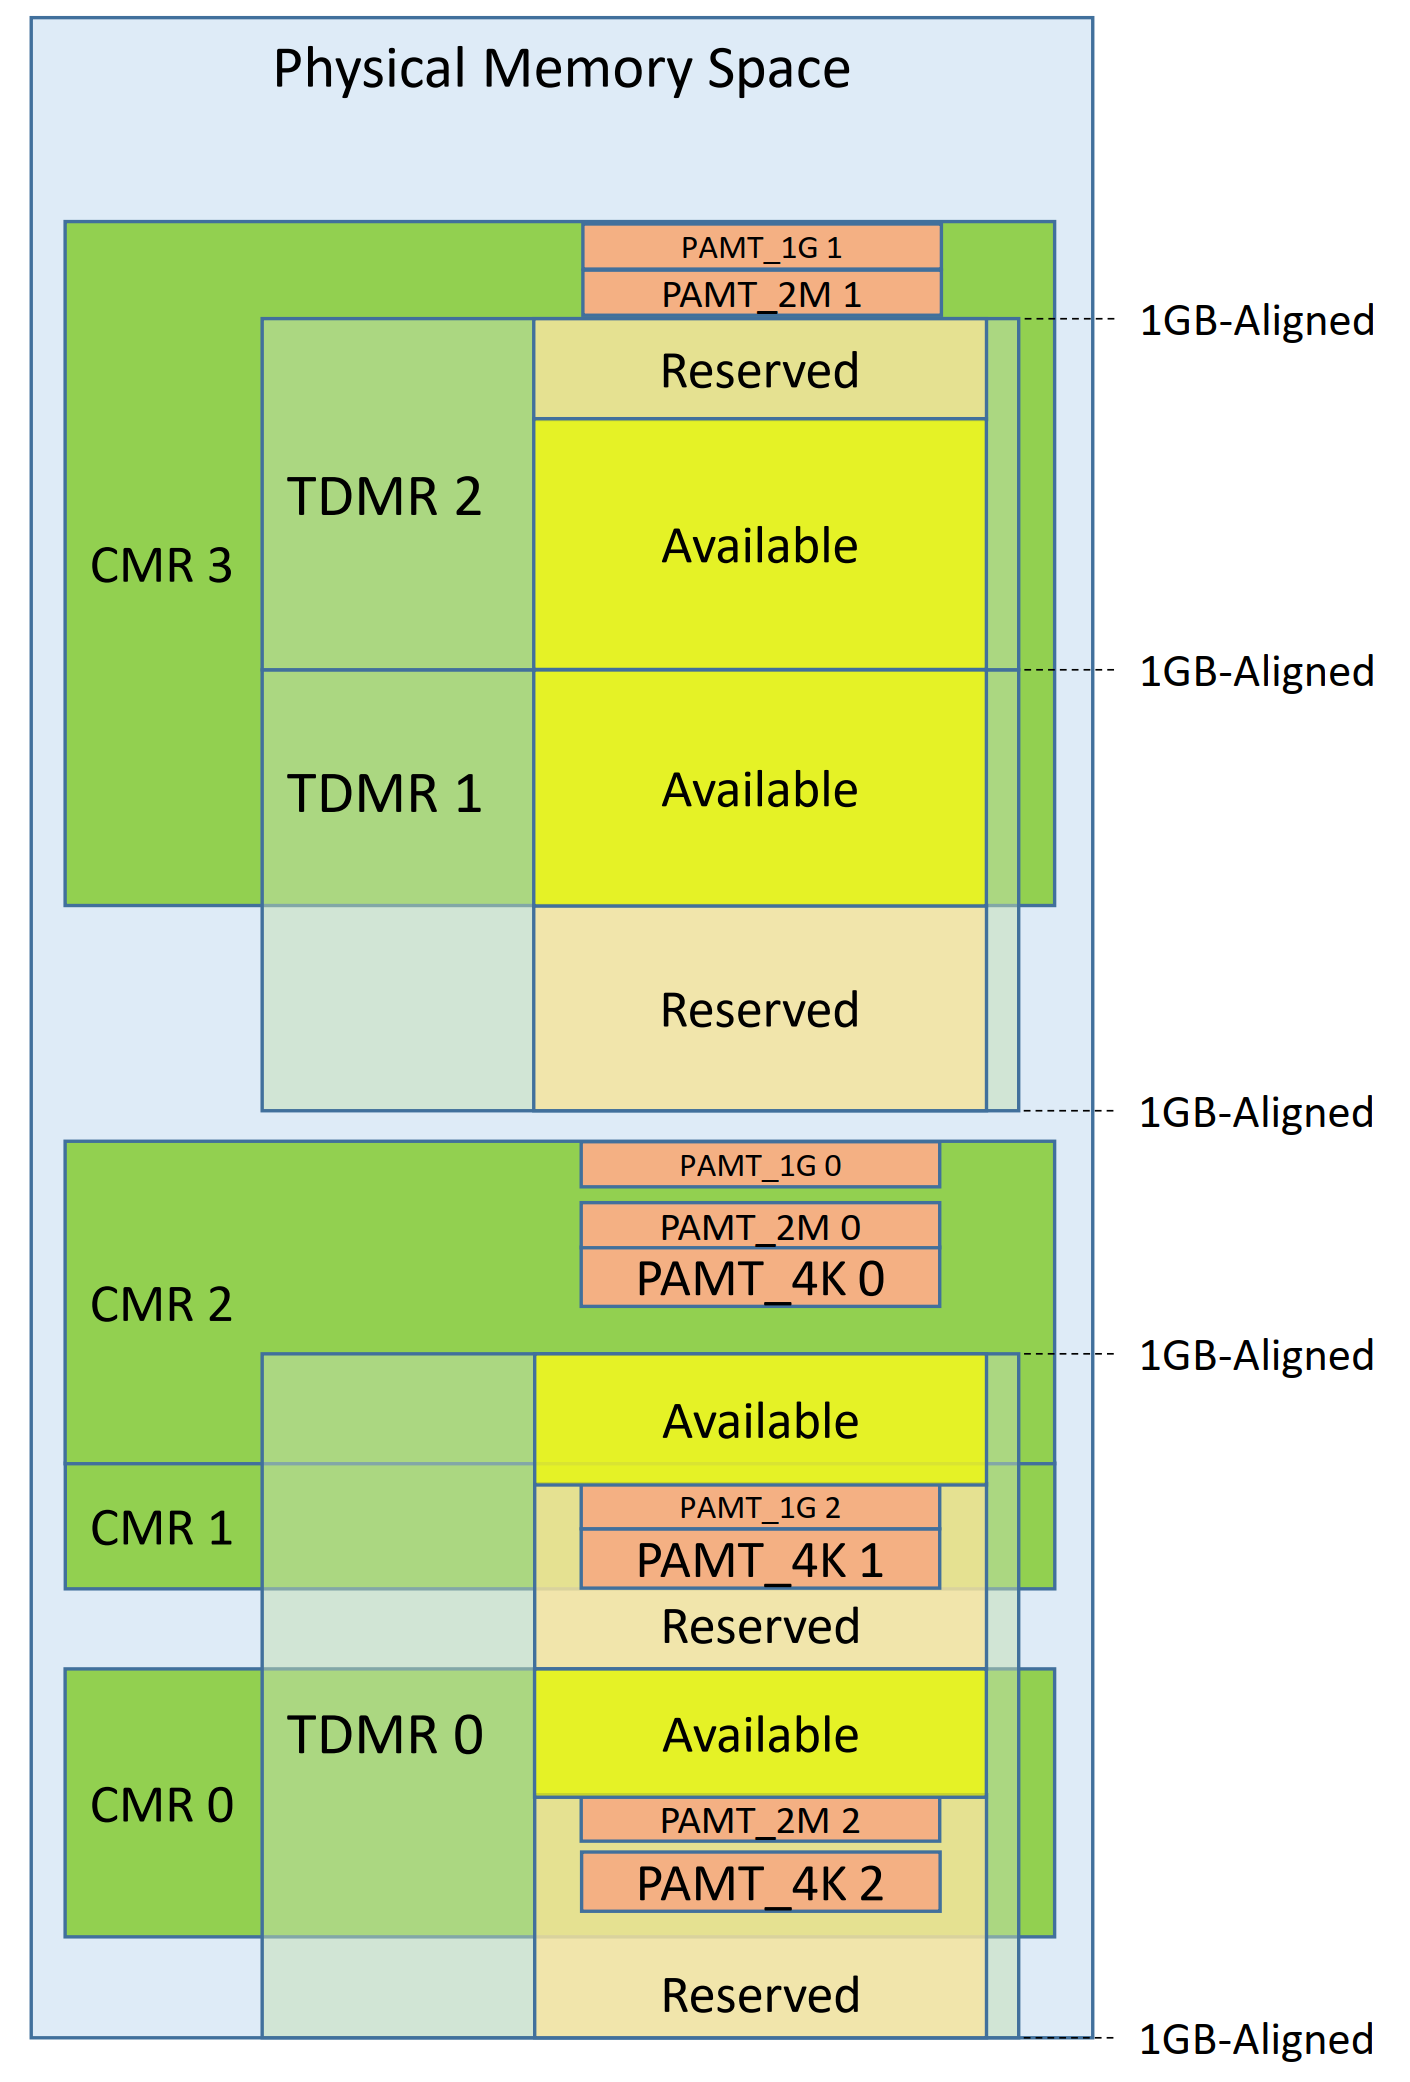 Physical Memory Space
PAMT_1G 1
PAMT_2M 1
1GB-Aligned
Reserved
TDMR 2
Available
CMR 3
1GB-Aligned
TDMR 1
Available
Reserved
1GB-Aligned
PAMT_1G 0
PAMT_2M 0
PAMT_4K 0
CMR 2
1GB-Aligned
Available
PAMT_1G 2
CMR 1
PAMT_4K 1
Reserved
TDMR 0
Available
CMR 0
PAMT_2M 2
PAMT_4K 2
Reserved
1GB-Aligned